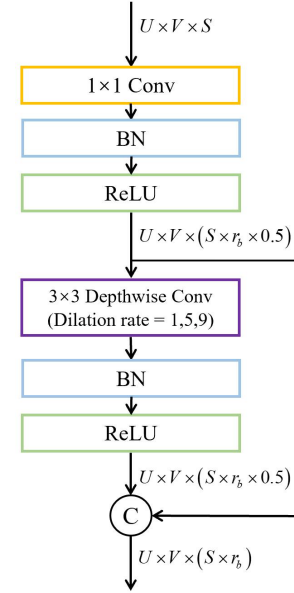 U×V×S
1×1 Conv
BN
ReLU
U×V×(S×r_b×0.5)
3×3 Depthwise Conv
(Dilation rate = 1,5,9)
BN
ReLU
U×V×(S×r_b×0.5)
C
U×V×(S×r_b)